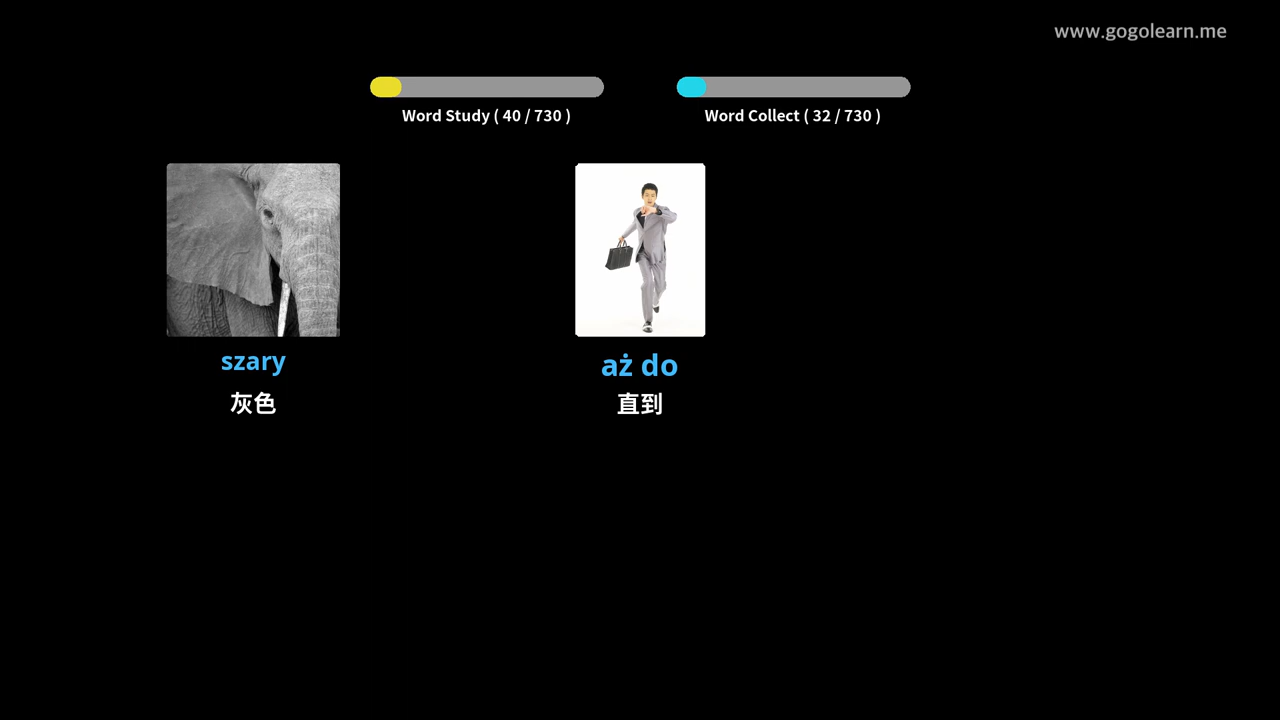 www.gogolearn.me
Word Study ( 40 / 730 )
Word Collect ( 32 / 730 )
szary
灰色
aż do
直到